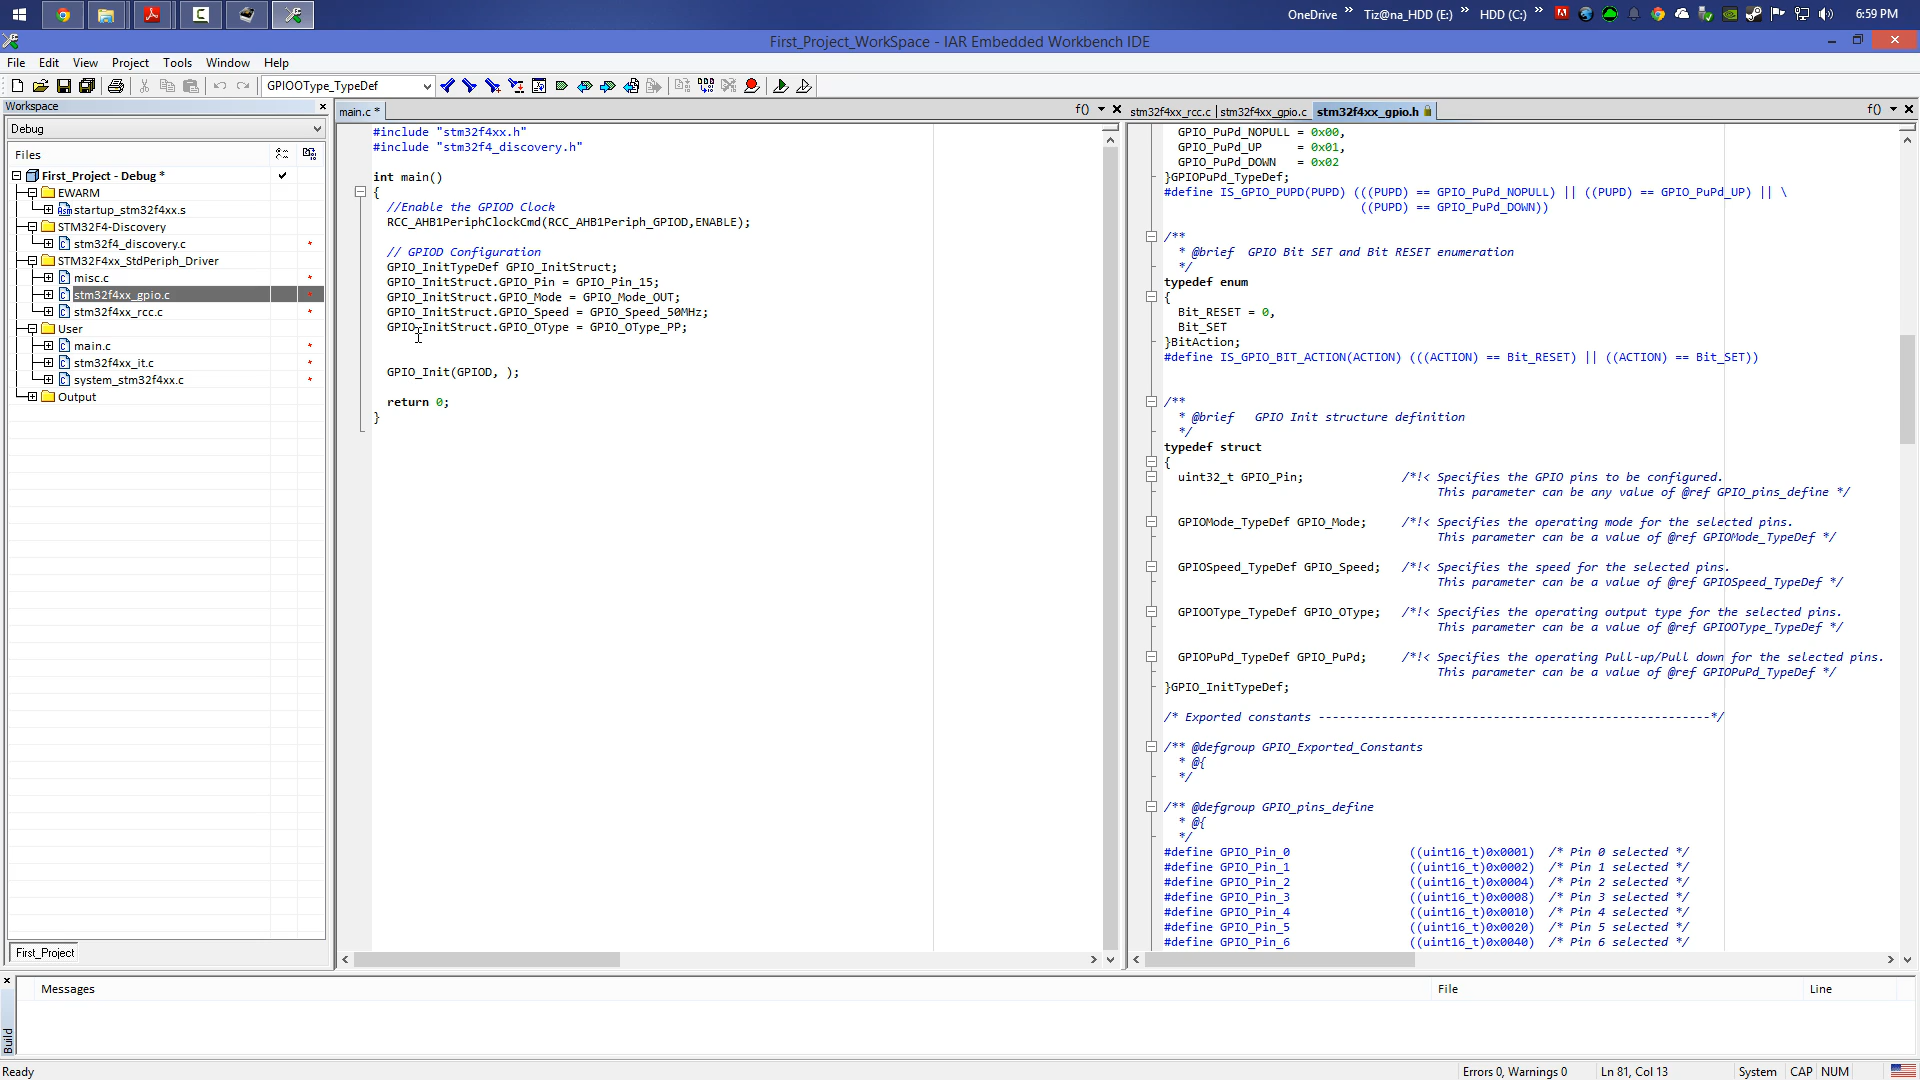 OneDrive » Tiz@na_HDD (E:) » HDD (C:) » 6:59 PM
First_Project_WorkSpace - IAR Embedded Workbench IDE
File Edit View Project Tools Window Help
GPIOOType_TypeDef
Workspace
Debug
Files
First_Project - Debug *
EWARM
startup_stm32f4xx.s
STM32F4-Discovery
stm32f4_discovery.c
STM32F4xx_StdPeriph_Driver
misc.c
stm32f4xx_gpio.c
stm32f4xx_rcc.c
User
main.c
stm32f4xx_it.c
system_stm32f4xx.c
Output
First_Project
main.c *
f()
#include "stm32f4xx.h"
#include "stm32f4_discovery.h"
int main()
{
//Enable the GPIOD Clock
RCC_AHB1PeriphClockCmd(RCC_AHB1Periph_GPIOD,ENABLE);
// GPIOD Configuration
GPIO_InitTypeDef GPIO_InitStruct;
GPIO_InitStruct.GPIO_Pin = GPIO_Pin_15;
GPIO_InitStruct.GPIO_Mode = GPIO_Mode_OUT;
GPIO_InitStruct.GPIO_Speed = GPIO_Speed_50MHz;
GPIO_InitStruct.GPIO_OType = GPIO_OType_PP;
GPIO_Init(GPIOD, );
return 0;
}
stm32f4xx_rcc.c | stm32f4xx_gpio.c stm32f4xx_gpio.h
f()
GPIO_PuPd_NOPULL = 0x00,
GPIO_PuPd_UP = 0x01,
GPIO_PuPd_DOWN = 0x02
}GPIOPuPd_TypeDef;
#define IS_GPIO_PUPD(PUPD) (((PUPD) == GPIO_PuPd_NOPULL) || ((PUPD) == GPIO_PuPd_UP) || \
((PUPD) == GPIO_PuPd_DOWN))
/**
* @brief GPIO Bit SET and Bit RESET enumeration
*/
typedef enum
{
Bit_RESET = 0,
Bit_SET
}BitAction;
#define IS_GPIO_BIT_ACTION(ACTION) (((ACTION) == Bit_RESET) || ((ACTION) == Bit_SET))
/**
* @brief GPIO Init structure definition
*/
typedef struct
{
uint32_t GPIO_Pin; /*!< Specifies the GPIO pins to be configured.
This parameter can be any value of @ref GPIO_pins_define */
GPIOMode_TypeDef GPIO_Mode; /*!< Specifies the operating mode for the selected pins.
This parameter can be a value of @ref GPIOMode_TypeDef */
GPIOSpeed_TypeDef GPIO_Speed; /*!< Specifies the speed for the selected pins.
This parameter can be a value of @ref GPIOSpeed_TypeDef */
GPIOOType_TypeDef GPIO_OType; /*!< Specifies the operating output type for the selected pins.
This parameter can be a value of @ref GPIOOType_TypeDef */
GPIOPuPd_TypeDef GPIO_PuPd; /*!< Specifies the operating Pull-up/Pull down for the selected pins.
This parameter can be a value of @ref GPIOPuPd_TypeDef */
}GPIO_InitTypeDef;
/* Exported constants --------------------------------------------------------*/
/** @defgroup GPIO_Exported_Constants
* @{
*/
/** @defgroup GPIO_pins_define
* @{
*/
#define GPIO_Pin_0 ((uint16_t)0x0001) /* Pin 0 selected */
#define GPIO_Pin_1 ((uint16_t)0x0002) /* Pin 1 selected */
#define GPIO_Pin_2 ((uint16_t)0x0004) /* Pin 2 selected */
#define GPIO_Pin_3 ((uint16_t)0x0008) /* Pin 3 selected */
#define GPIO_Pin_4 ((uint16_t)0x0010) /* Pin 4 selected */
#define GPIO_Pin_5 ((uint16_t)0x0020) /* Pin 5 selected */
#define GPIO_Pin_6 ((uint16_t)0x0040) /* Pin 6 selected */
Messages File Line
Build
Ready Errors 0, Warnings 0 Ln 81, Col 13 System CAP NUM